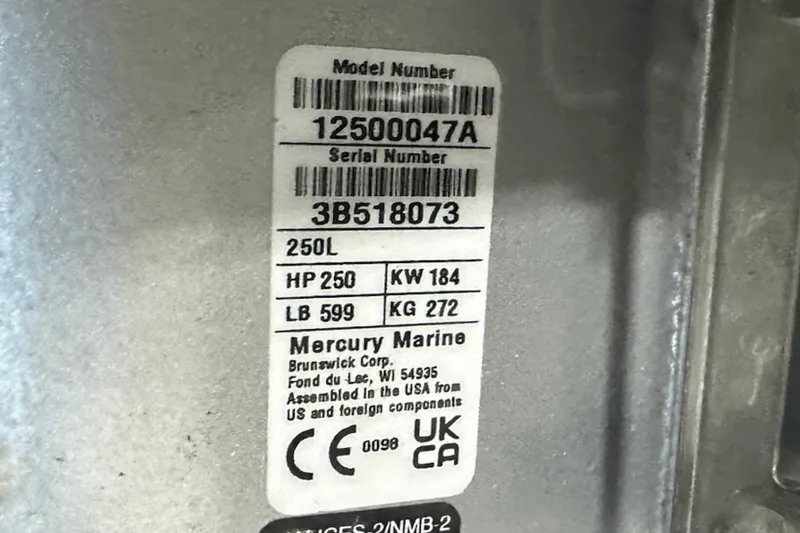 Model Number
12500047A
Serial Number
3B518073
250L
HP 250 KW 184
LB 599 KG 272
Mercury Marine
Brunswick Corp.
Fond du Lac, WI 54935
Assembled in the USA from
US and foreign components
CE 0098 UK
CA